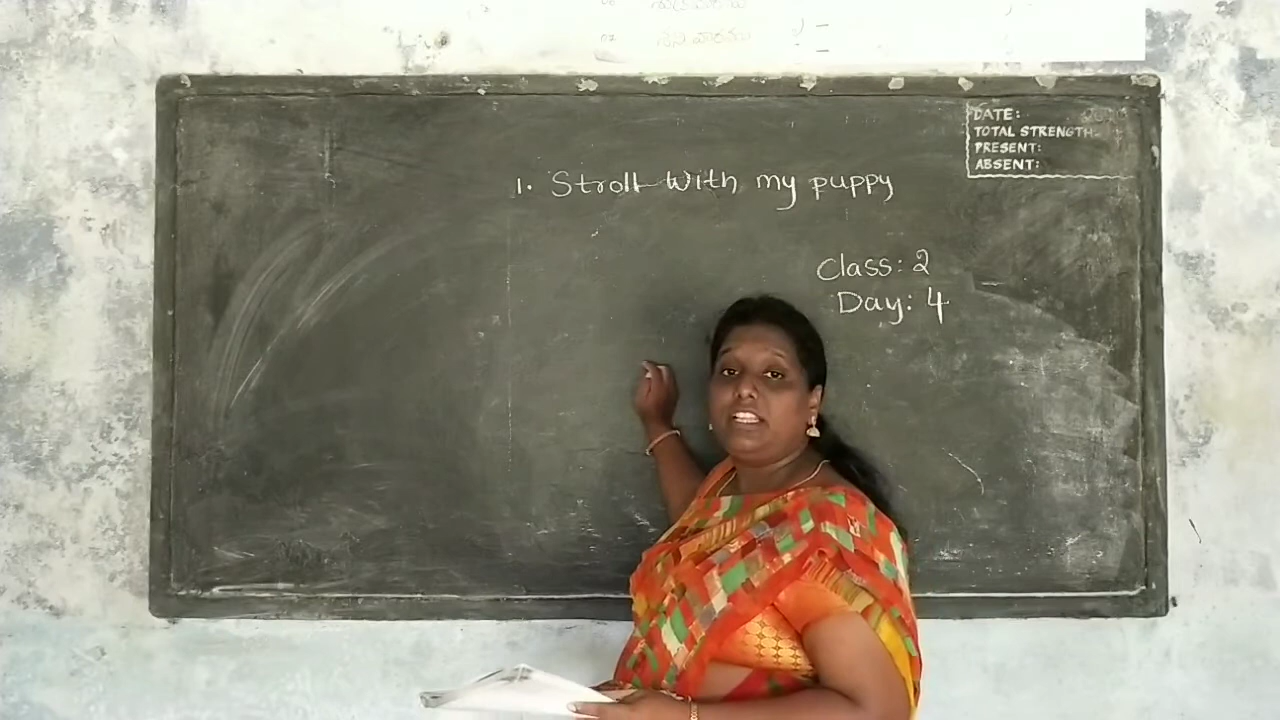 DATE:
TOTAL STRENGTH
PRESENT:
ABSENT:
1. Stroll With my puppy
Class: 2
Day: 4